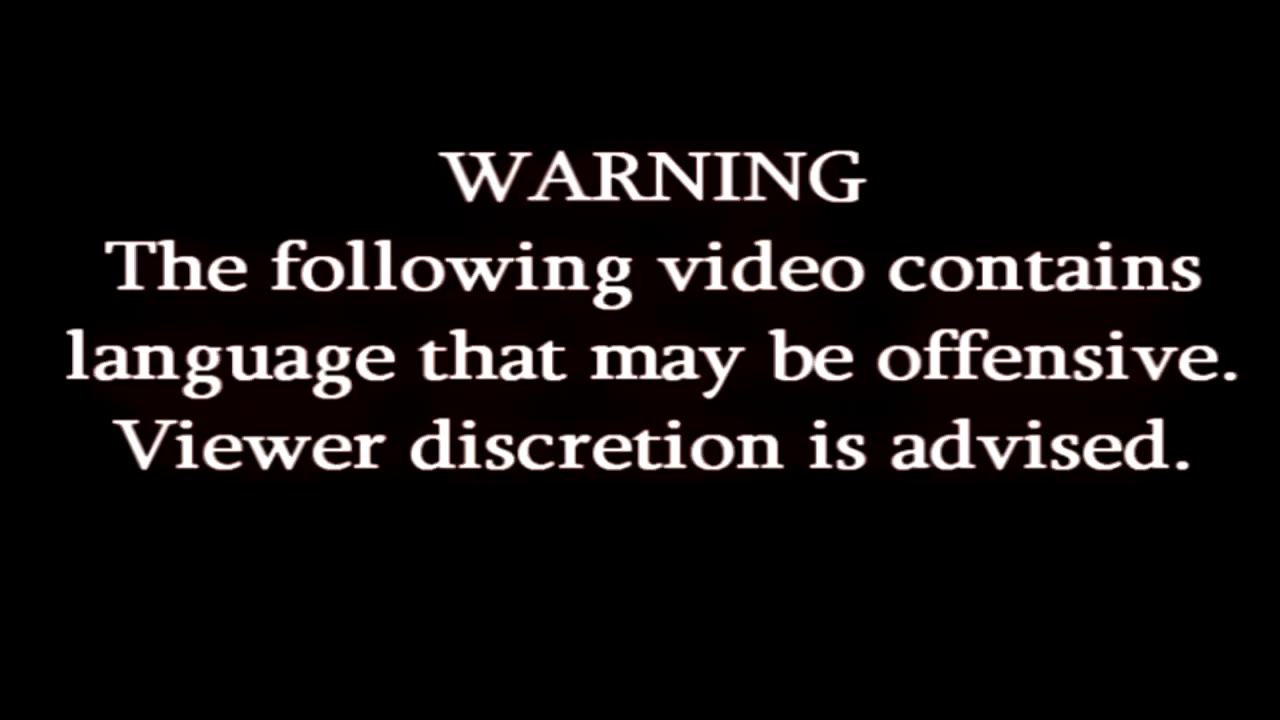 WARNING
The following video contains
language that may be offensive.
Viewer discretion is advised.